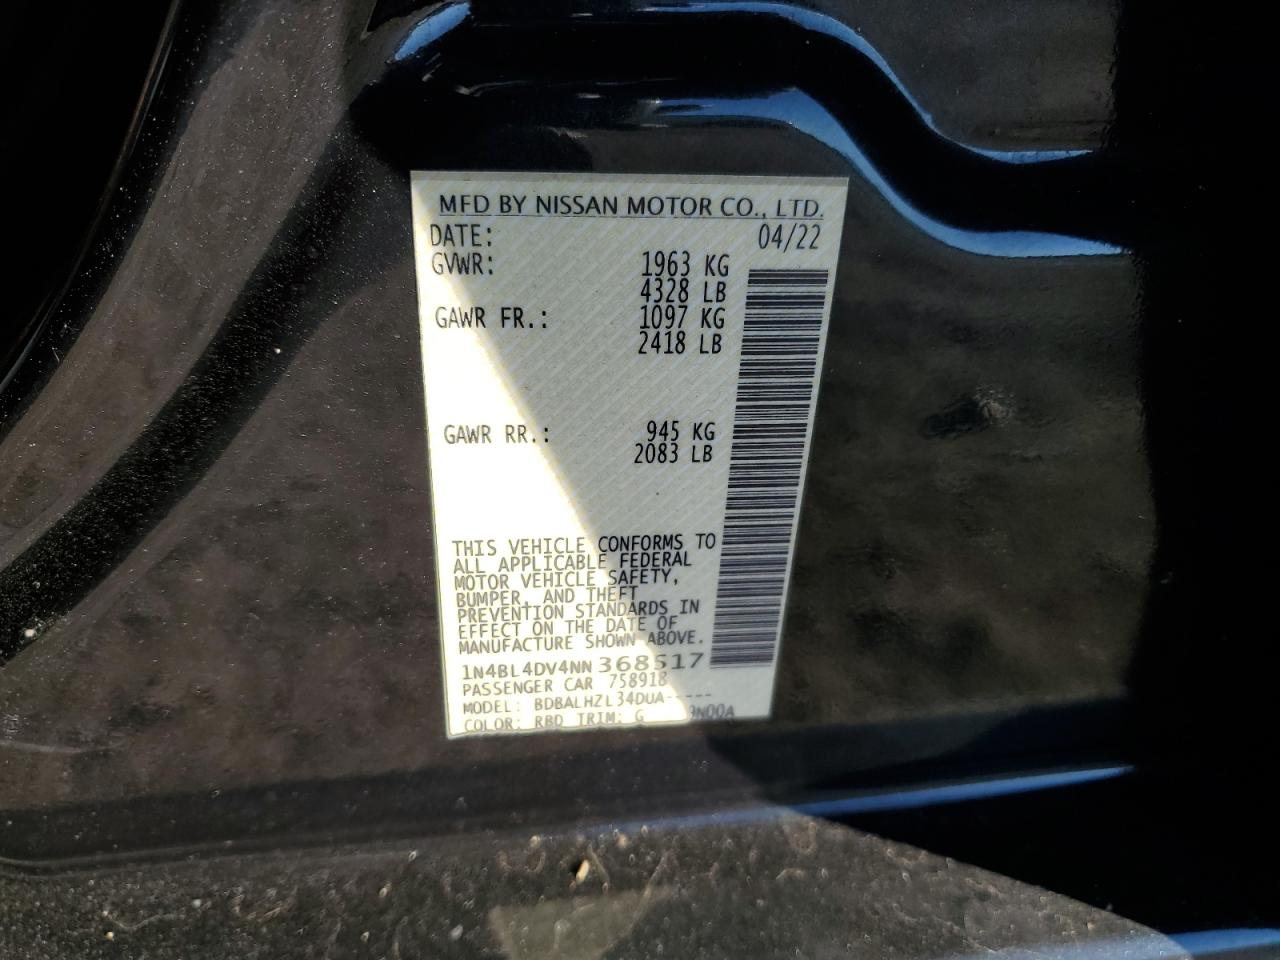 MFD BY NISSAN MOTOR CO., LTD.
DATE: 04/22
GVWR: 1963 KG
4328 LB
GAWR FR.: 1097 KG
2418 LB
GAWR RR.: 945 KG
2083 LB
THIS VEHICLE CONFORMS TO
ALL APPLICABLE FEDERAL
MOTOR VEHICLE SAFETY,
BUMPER, AND THEFT
PREVENTION STANDARDS IN
EFFECT ON THE DATE OF
MANUFACTURE SHOWN ABOVE.
1N4BL4DV4NN368517
PASSENGER CAR 758918
MODEL: BDBALHZL34DUA-----
COLOR: RBD TRIM: G